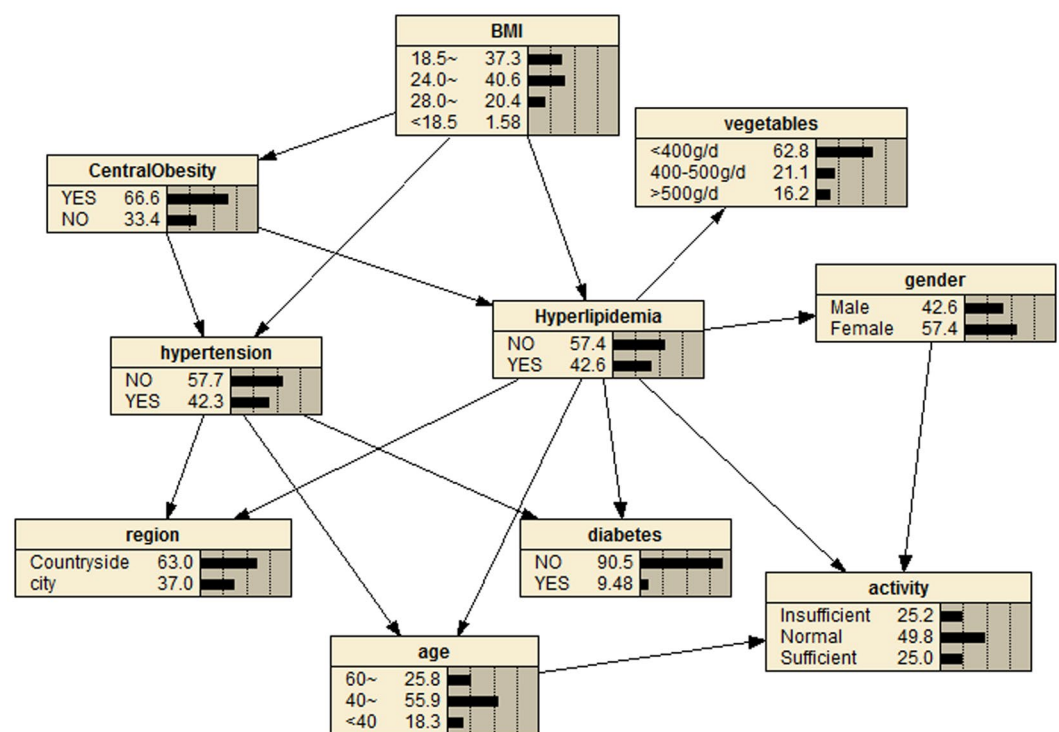 BMI
18.5~ 37.3
24.0~ 40.6
28.0~ 20.4
<18.5 1.58
vegetables
<400g/d 62.8
400-500g/d 21.1
>500g/d 16.2
CentralObesity
YES 66.6
NO 33.4
gender
Male 42.6
Female 57.4
Hyperlipidemia
NO 57.4
YES 42.6
hypertension
NO 57.7
YES 42.3
region
Countryside 63.0
city 37.0
diabetes
NO 90.5
YES 9.48
activity
Insufficient 25.2
Normal 49.8
Sufficient 25.0
age
60~ 25.8
40~ 55.9
<40 18.3